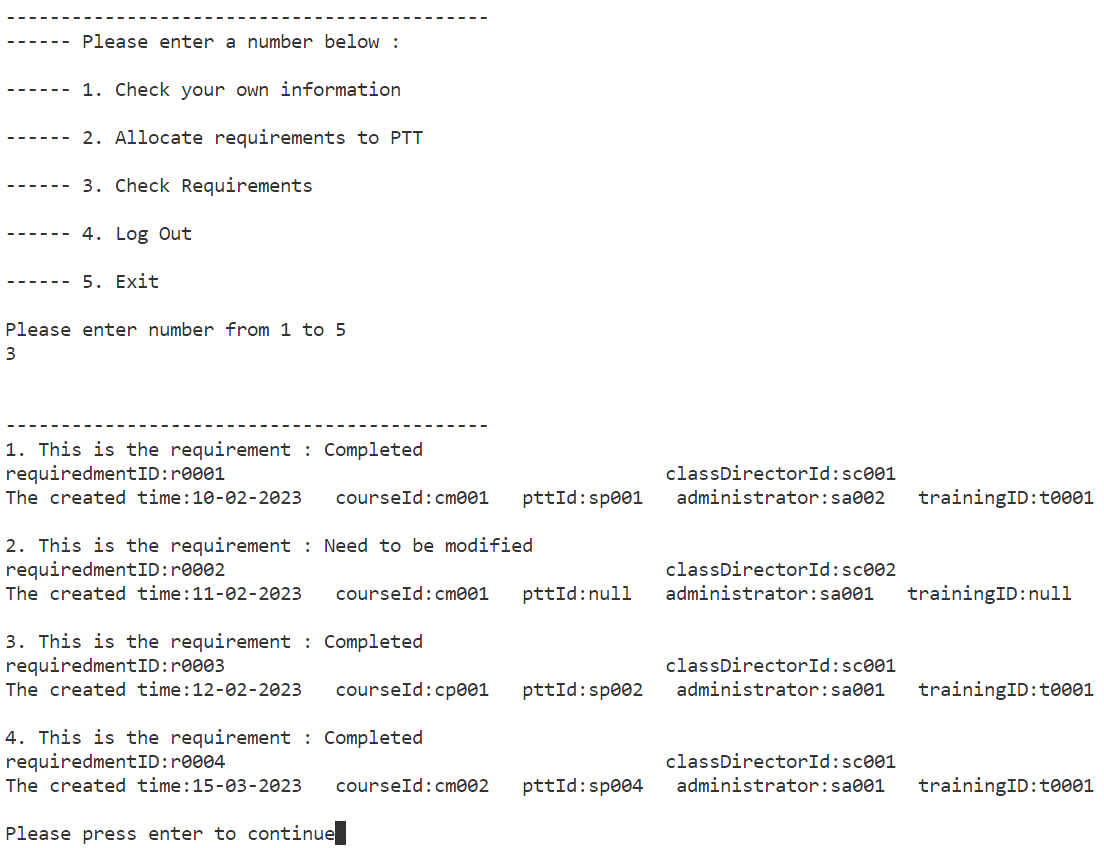 --------------------------------------------
------ Please enter a number below :
------ 1. Check your own information
------ 2. Allocate requirements to PTT
------ 3. Check Requirements
------ 4. Log Out
------ 5. Exit
Please enter number from 1 to 5
3
--------------------------------------------
1. This is the requirement : Completed
requiredmentID:r0001                                        classDirectorId:sc001
The created time:10-02-2023   courseId:cm001   pttId:sp001   administrator:sa002   trainingID:t0001
2. This is the requirement : Need to be modified
requiredmentID:r0002                                        classDirectorId:sc002
The created time:11-02-2023   courseId:cm001   pttId:null   administrator:sa001   trainingID:null
3. This is the requirement : Completed
requiredmentID:r0003                                        classDirectorId:sc001
The created time:12-02-2023   courseId:cp001   pttId:sp002   administrator:sa001   trainingID:t0001
4. This is the requirement : Completed
requiredmentID:r0004                                        classDirectorId:sc001
The created time:15-03-2023   courseId:cm002   pttId:sp004   administrator:sa001   trainingID:t0001
Please press enter to continue